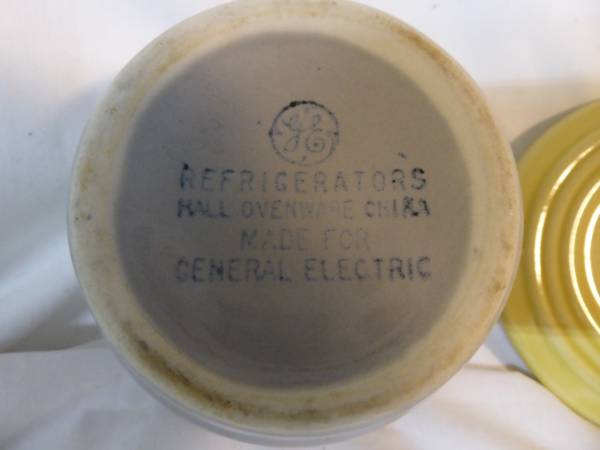 GE
REFRIGERATORS
HALL OVENWARE CHINA
MADE FOR
GENERAL ELECTRIC